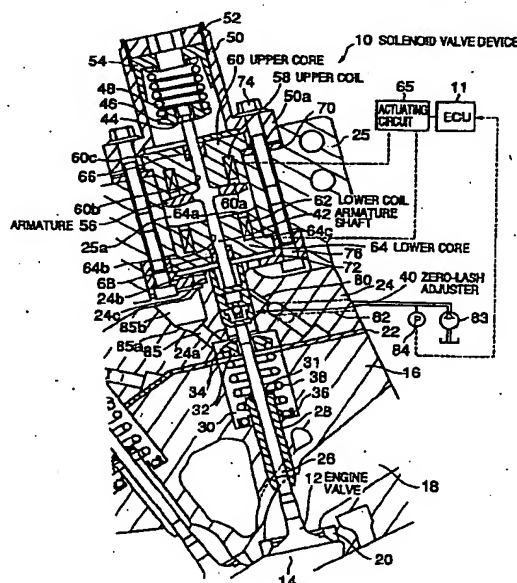 52
50
54
60 UPPER CORE
10 SOLENOID VALVE DEVICE
58 UPPER COIL
74
50a
48
46
44
70
65
ACTUATING CIRCUIT
11
ECU
25
60c
66
60b
64a
60a
62 LOWER COIL
42 ARMATURE SHAFT
ARMATURE 56
25a
64c
64 LOWER CORE
64b
68
76
72
40 ZERO-LASH ADJUSTER
24b
24c
80
24
82
22
83
P
84
85b
85a
85
24a
16
34
32
30
31
38
36
28
26
12 ENGINE VALVE
18
20
14